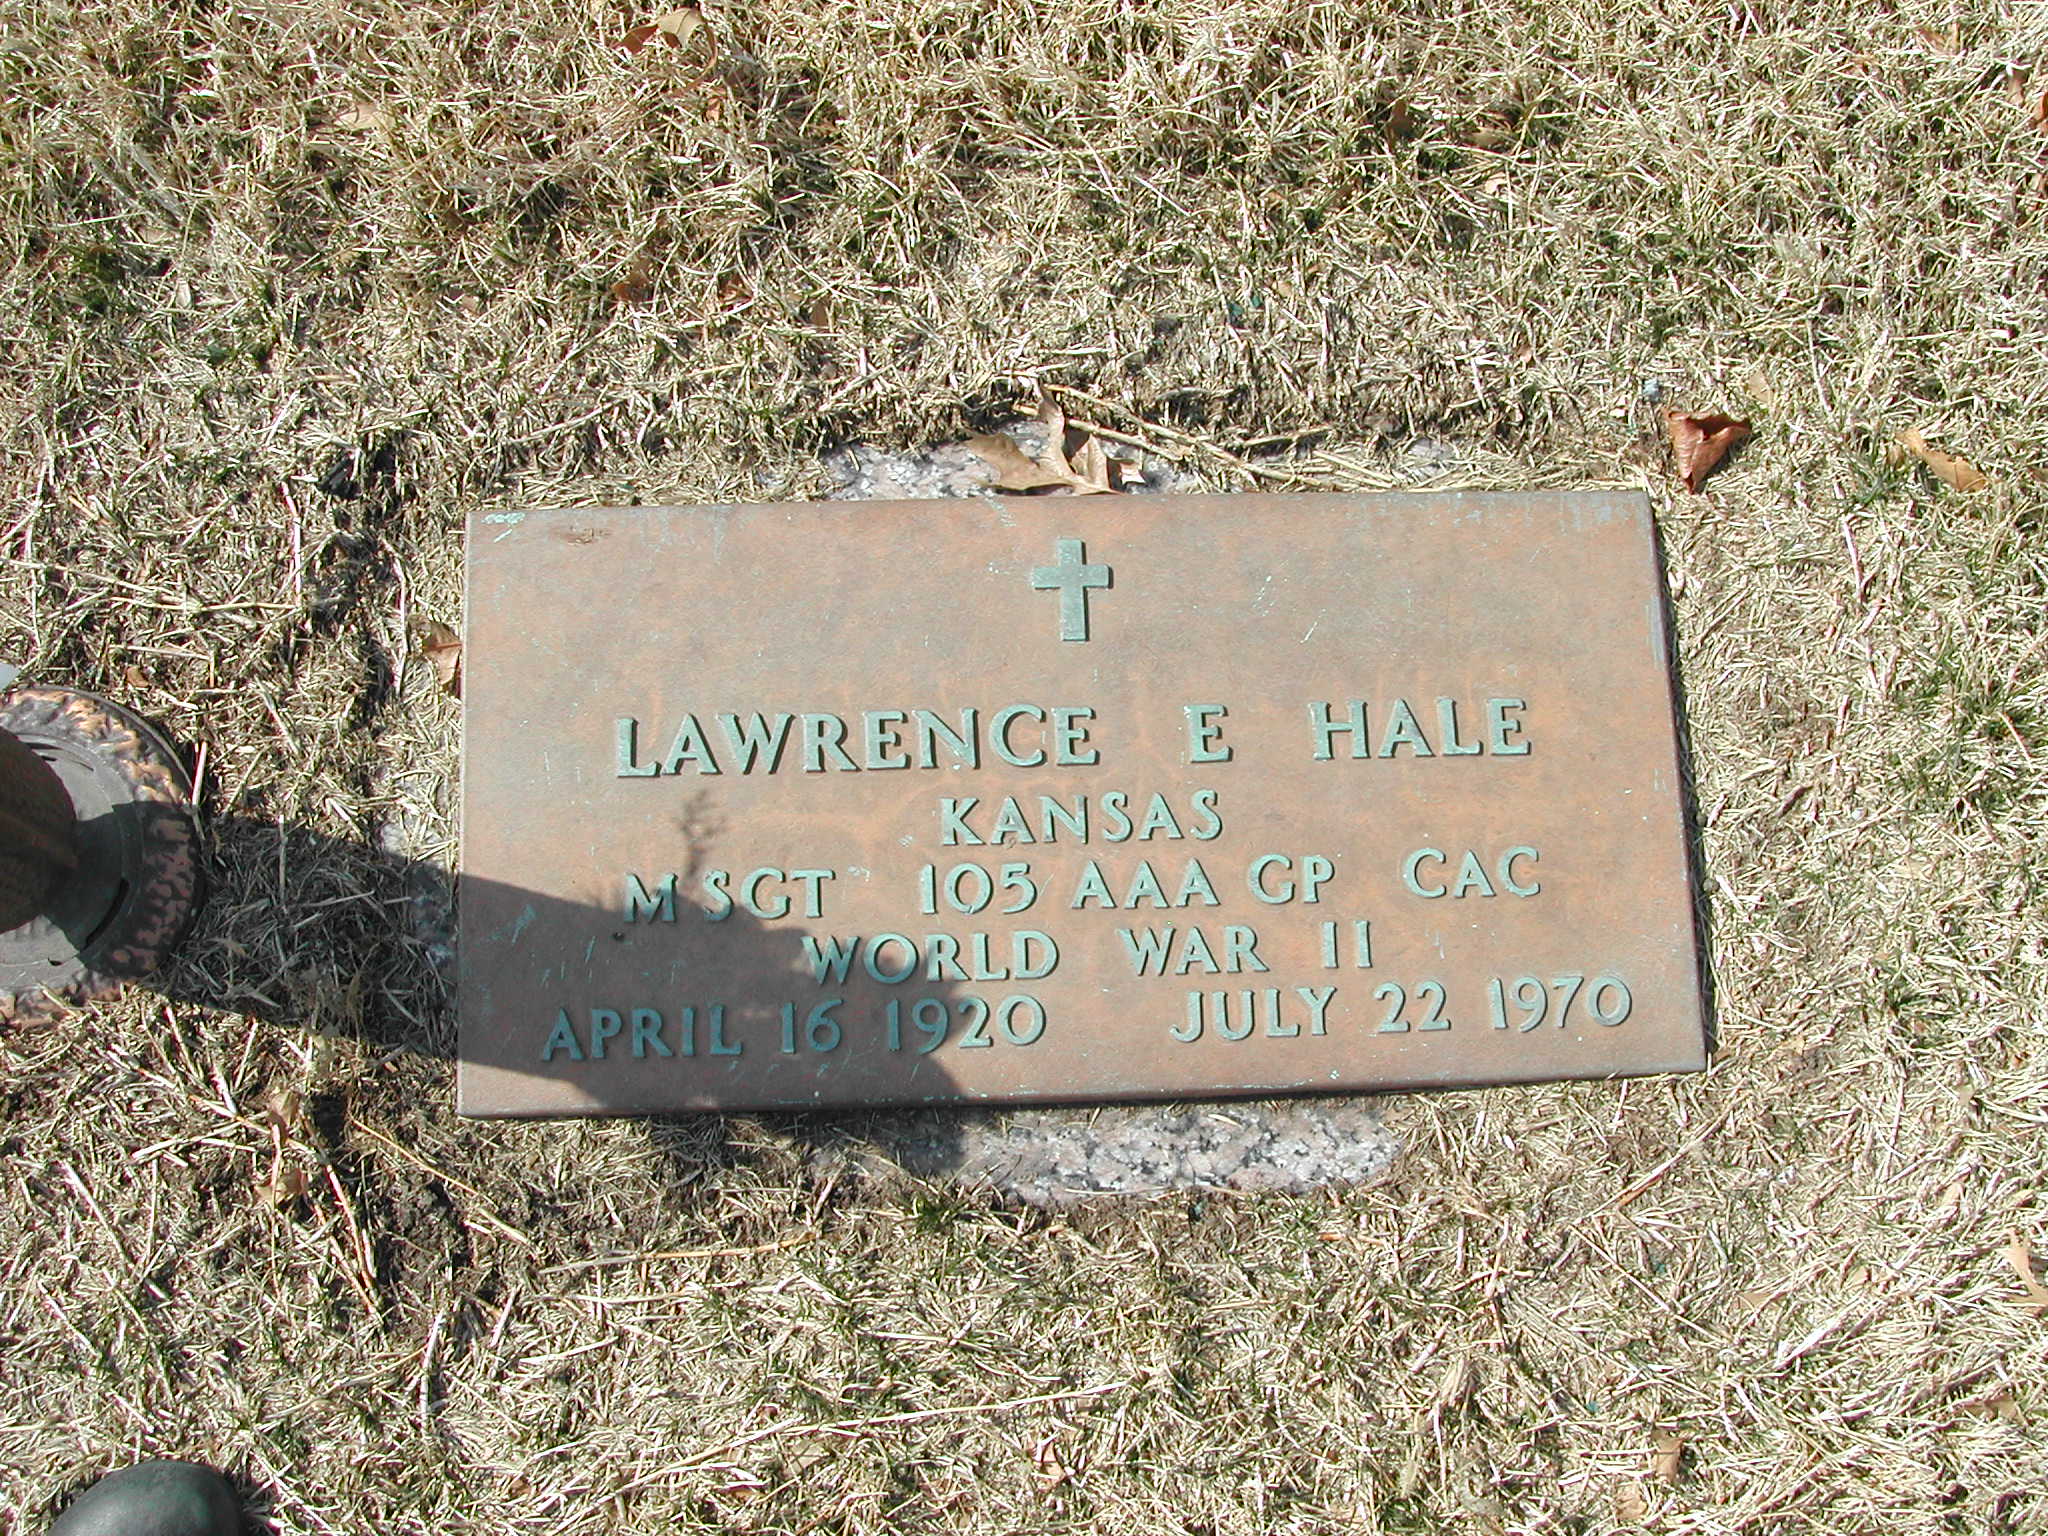 LAWRENCE E HALE
KANSAS
M SGT 105 AAA GP CAC
WORLD WAR II
APRIL 16 1920 JULY 22 1970